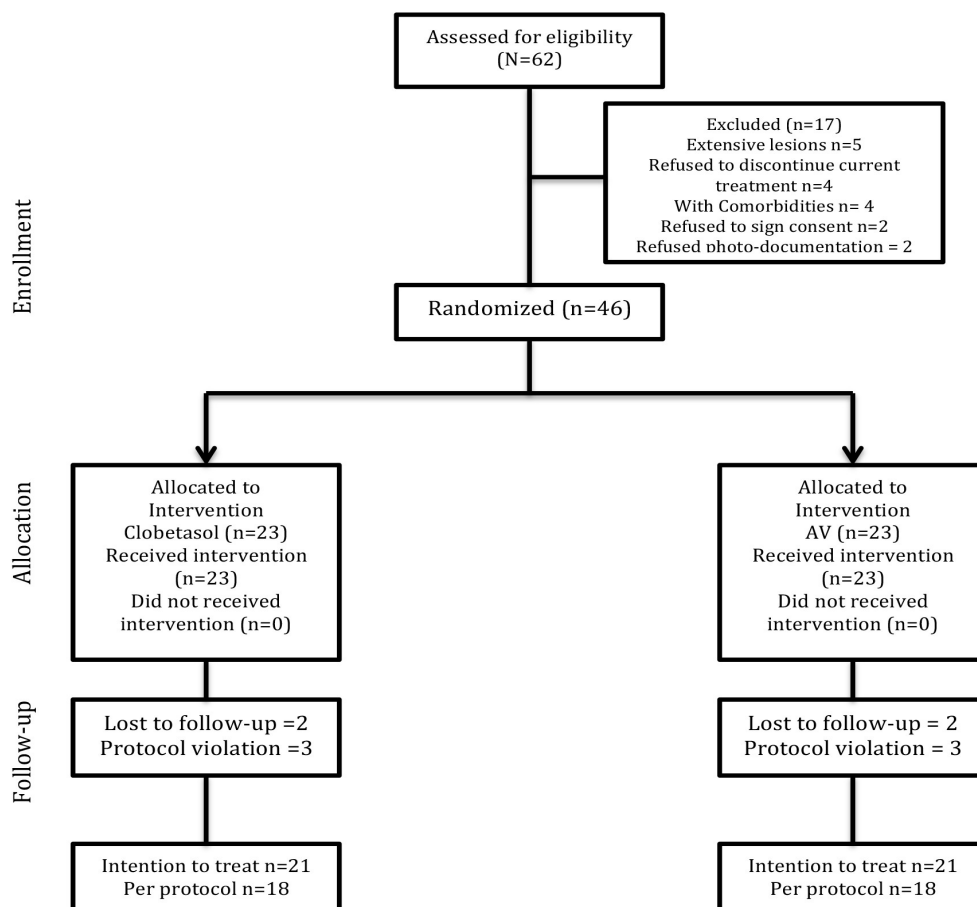 Assessed for eligibility
(N=62)
Excluded (n=17)
Extensive lesions n=5
Refused to discontinue current
treatment n=4
With Comorbidities n= 4
Refused to sign consent n=2
Refused photo-documentation = 2
Enrollment
Randomized (n=46)
Allocation
Allocated to
Intervention
Clobetasol (n=23)
Received intervention
(n=23)
Did not received
intervention (n=0)
Allocated to
Intervention
AV (n=23)
Received intervention
(n=23)
Did not received
intervention (n=0)
Follow-up
Lost to follow-up =2
Protocol violation =3
Lost to follow-up = 2
Protocol violation = 3
Intention to treat n=21
Per protocol n=18
Intention to treat n=21
Per protocol n=18